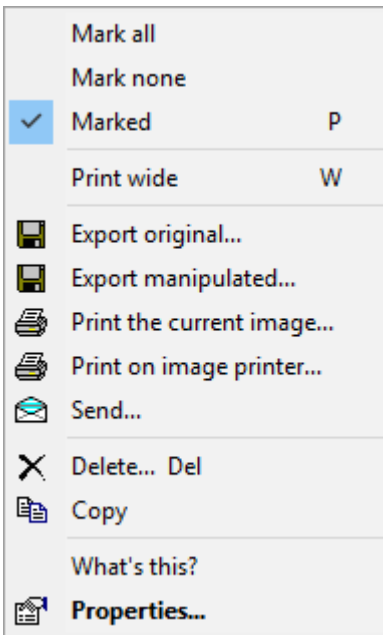 Mark all
Mark none
Marked P
Print wide W
Export original...
Export manipulated...
Print the current image...
Print on image printer...
Send...
Delete... Del
Copy
What's this?
Properties...